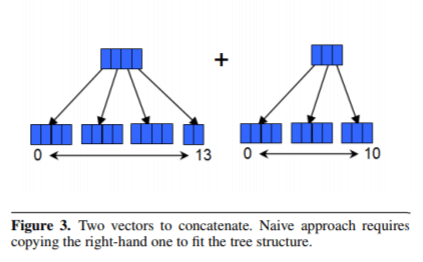 +
0 13 0 10
Figure 3. Two vectors to concatenate. Naive approach requires
copying the right-hand one to fit the tree structure.